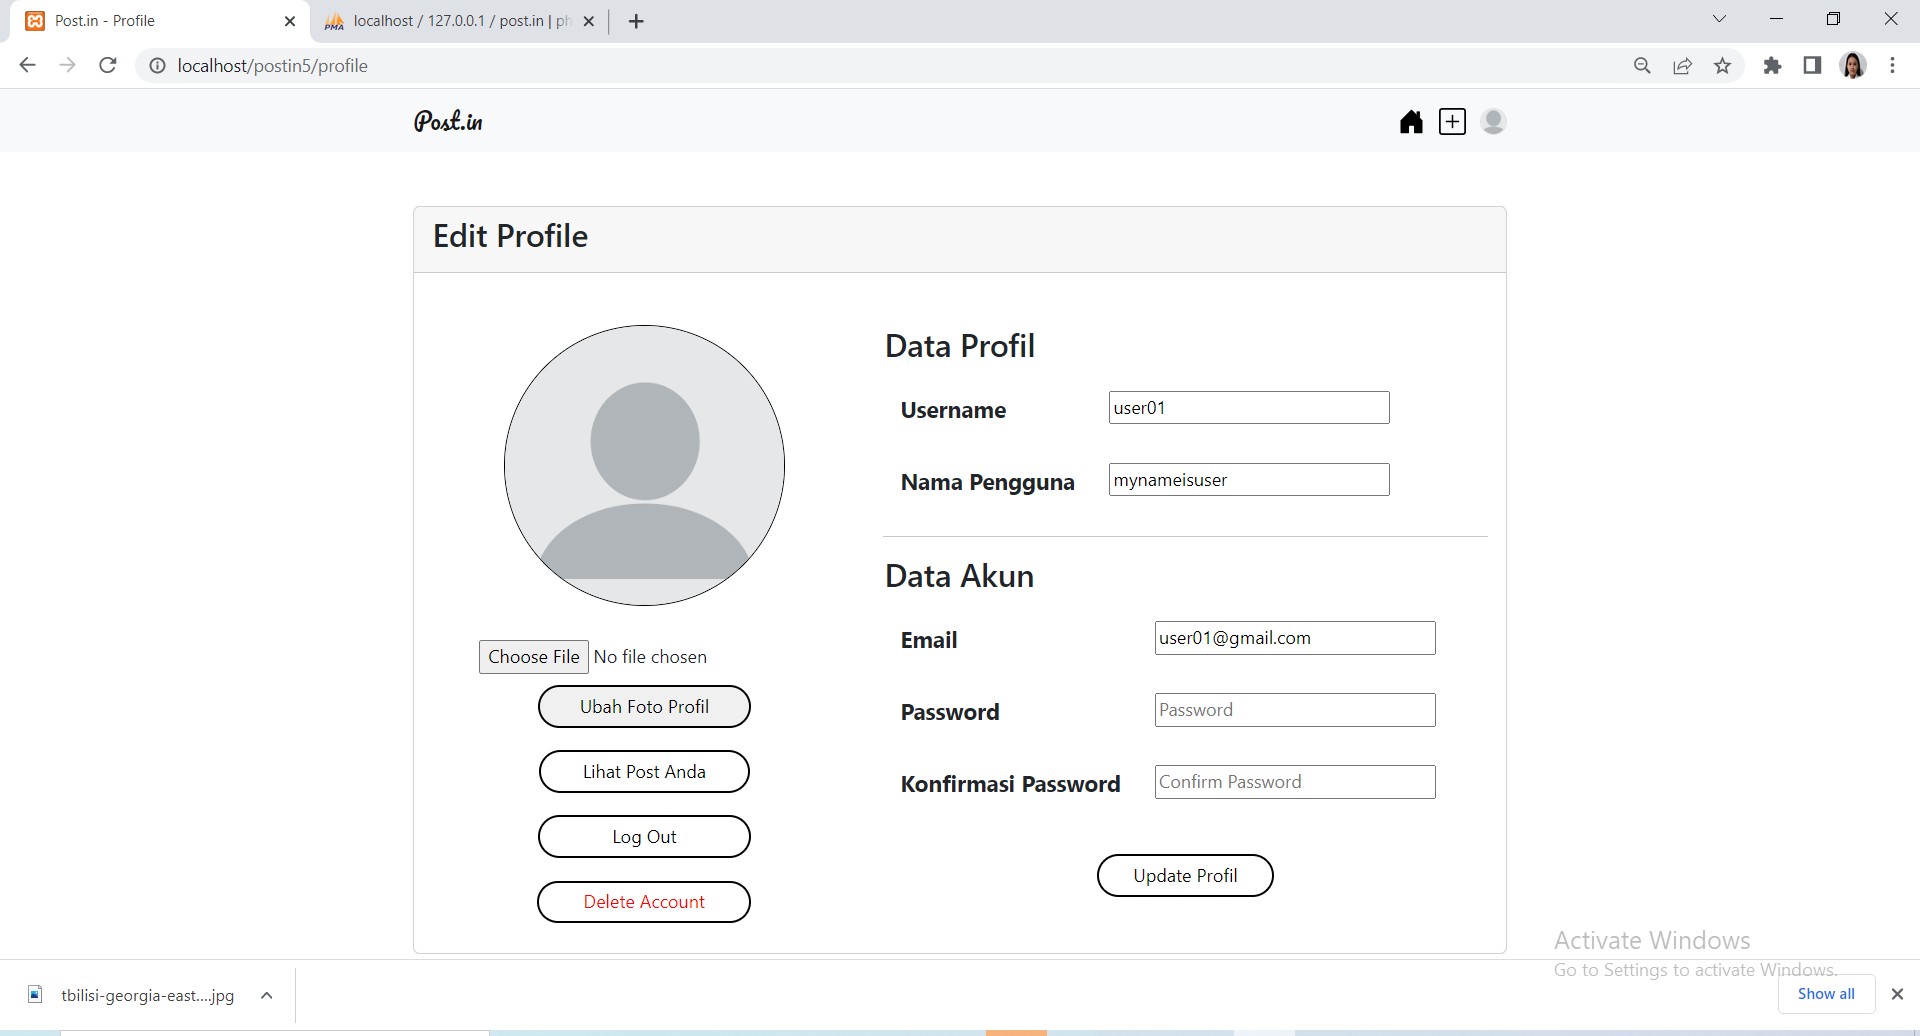 Post.in - Profile
localhost / 127.0.0.1 / post.in | ph
localhost/postin5/profile
Post.in
Edit Profile
Data Profil
Username
user01
Nama Pengguna
mynameisuser
Data Akun
Email
user01@gmail.com
Password
Password
Konfirmasi Password
Confirm Password
Update Profil
Choose File No file chosen
Ubah Foto Profil
Lihat Post Anda
Log Out
Delete Account
Activate Windows
Go to Settings to activate Windows.
tbilisi-georgia-east....jpg
Show all